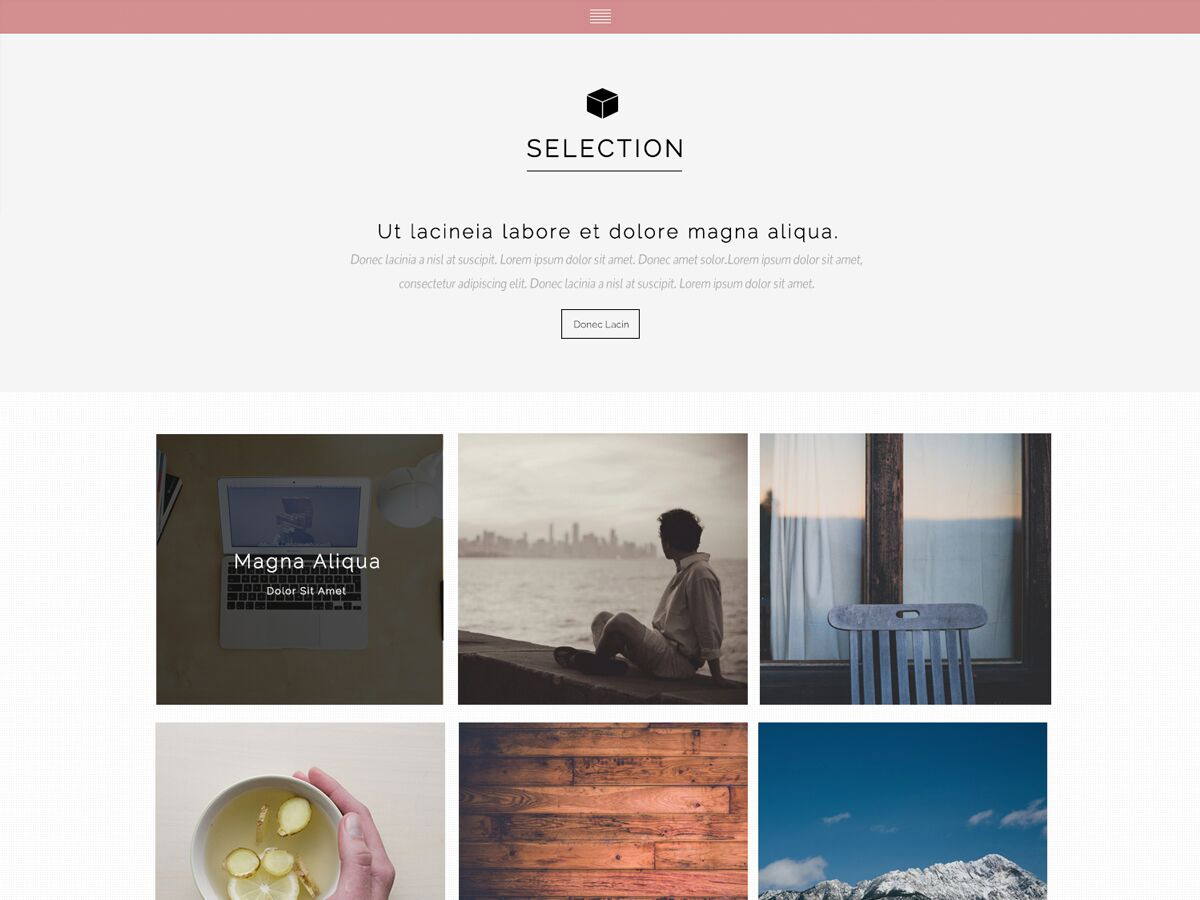 SELECTION
Ut lacineia labore et dolore magna aliqua.
Donec lacinia a nisl at suscipit. Lorem ipsum dolor sit amet. Donec amet solor.Lorem ipsum dolor sit amet,
consectetur adipiscing elit. Donec lacinia a nisl at suscipit. Lorem ipsum dolor sit amet.
Donec Lacin
Magna Aliqua
Dolor Sit Amet